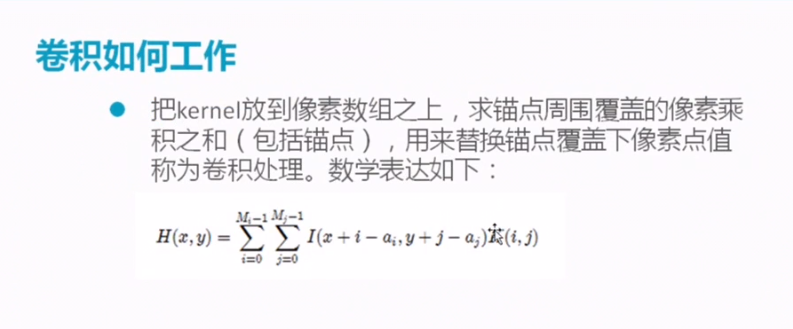 卷积如何工作
把kernel放到像素数组之上，求锚点周围覆盖的像素乘
积之和（包括锚点），用来替换锚点覆盖下像素点值
称为卷积处理。数学表达如下：
H(x,y) = \sum_{i=0}^{M_i-1} \sum_{j=0}^{M_j-1} I(x+i-a_i, y+j-a_j)K(i,j)